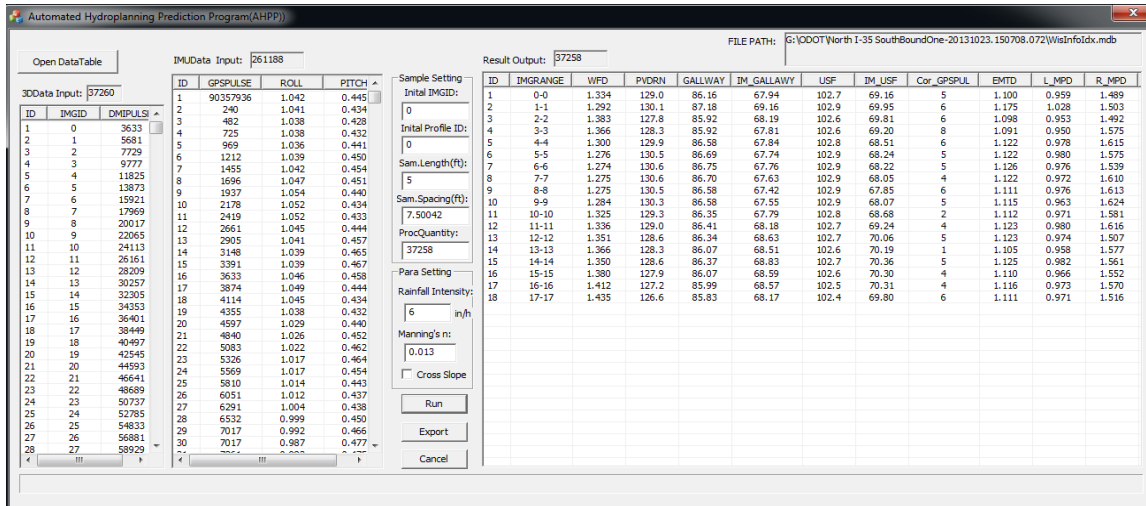 Automated Hydroplanning Prediction Program(AHPP))
FILE PATH: G:\ODOT\North I-35 SouthBoundOne-20131023.150708.072\WisInfoIdx.mdb
Open DataTable
3DData Input: 37260
ID IMGID DMIPULS
1 0 3633
2 1 5681
3 2 7729
4 3 9777
5 4 11825
6 5 13873
7 6 15921
8 7 17969
9 8 20017
10 9 22065
11 10 24113
12 11 26161
13 12 28209
14 13 30257
15 14 32305
16 15 34353
17 16 36401
18 17 38449
19 18 40497
20 19 42545
21 20 44593
22 21 46641
23 22 48689
24 23 50737
25 24 52785
26 25 54833
27 26 56881
28 27 58929
IMUData Input: 261188
ID GPSPULSE ROLL PITCH
1 90357936 1.042 0.445
2 240 1.041 0.434
3 482 1.038 0.428
4 725 1.038 0.432
5 969 1.036 0.441
6 1212 1.039 0.450
7 1455 1.042 0.454
8 1696 1.047 0.451
9 1937 1.054 0.440
10 2178 1.052 0.434
11 2419 1.052 0.433
12 2661 1.045 0.444
13 2905 1.041 0.457
14 3148 1.039 0.465
15 3391 1.039 0.467
16 3633 1.046 0.458
17 3874 1.049 0.444
18 4114 1.045 0.434
19 4355 1.038 0.432
20 4597 1.029 0.440
21 4840 1.026 0.452
22 5083 1.022 0.462
23 5326 1.017 0.464
24 5569 1.017 0.454
25 5810 1.014 0.443
26 6051 1.012 0.437
27 6291 1.004 0.438
28 6532 0.999 0.450
29 7017 0.992 0.466
30 7017 0.987 0.477
Sample Setting
Inital IMGID:
0
Inital Profile ID:
0
Sam.Length(ft):
5
Sam.Spacing(ft):
7.50042
ProcQuantity:
37258
Para Setting
Rainfall Intensity:
6 in/h
Manning's n:
0.013
Cross Slope
Run
Export
Cancel
Result Output: 37258
ID IMGRANGE WFD PVDRN GALLWAY IM_GALLAWY USF IM_USF Cor_GPSPUL EMTD L_MPD R_MPD
1 0-0 1.334 129.0 86.16 67.94 102.7 69.16 5 1.100 0.959 1.489
2 1-1 1.292 130.1 87.18 69.16 102.9 69.95 6 1.175 1.028 1.503
3 2-2 1.383 127.8 85.92 68.19 102.6 69.81 6 1.098 0.953 1.492
4 3-3 1.366 128.3 85.92 67.81 102.6 69.20 8 1.091 0.950 1.575
5 4-4 1.300 129.9 86.58 67.84 102.8 68.51 6 1.122 0.978 1.615
6 5-5 1.276 130.5 86.69 67.74 102.9 68.24 5 1.122 0.980 1.575
7 6-6 1.274 130.6 86.75 67.76 102.9 68.22 5 1.126 0.976 1.539
8 7-7 1.275 130.6 86.70 67.63 102.9 68.05 4 1.122 0.972 1.610
9 8-8 1.275 130.5 86.58 67.42 102.9 67.85 6 1.111 0.976 1.613
10 9-9 1.284 130.3 86.58 67.55 102.9 68.07 5 1.115 0.963 1.624
11 10-10 1.325 129.3 86.35 67.79 102.8 68.68 2 1.112 0.971 1.581
12 11-11 1.336 129.0 86.41 68.18 102.7 69.24 4 1.123 0.980 1.616
13 12-12 1.351 128.6 86.34 68.63 102.7 70.06 5 1.123 0.974 1.507
14 13-13 1.366 128.3 86.07 68.51 102.6 70.19 1 1.105 0.958 1.577
15 14-14 1.350 128.6 86.37 68.83 102.7 70.36 5 1.125 0.982 1.561
16 15-15 1.380 127.9 86.07 68.59 102.6 70.30 4 1.110 0.966 1.552
17 16-16 1.412 127.2 85.99 68.57 102.5 70.31 4 1.116 0.973 1.570
18 17-17 1.435 126.6 85.83 68.17 102.4 69.80 6 1.111 0.971 1.516